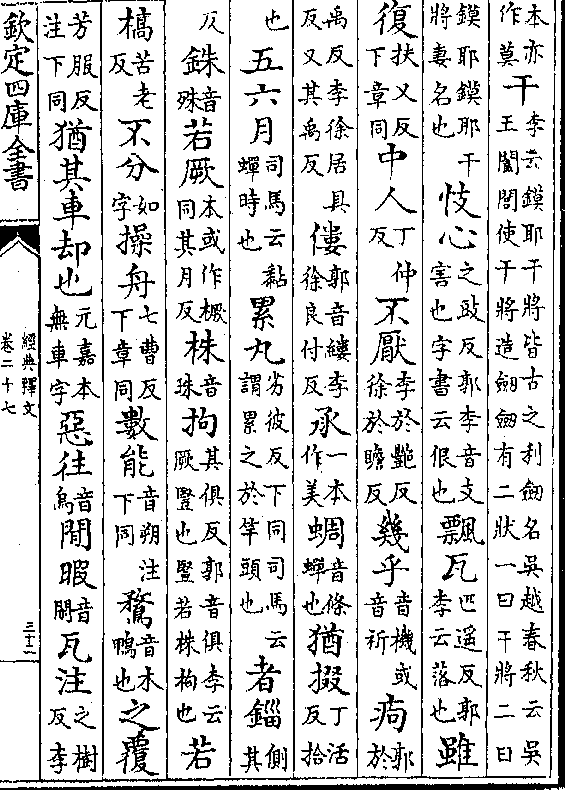 本亦作莫干李云鏌耶干將皆古之利劒名吳越春秋云吳王闔閭使干將造劒劒有二狀一曰干將二曰
鏌耶鏌耶干將妻名也忮心之豉反郭李音支害也字書云佷也飄瓦匹遥反郭李云落也雖
復扶又反下章同中人丁仲反不厭李於艷反徐於瞻反幾乎音機或音祈痀郭於
禹反李徐居具反又其禹反僂郭音縷李徐良付反承一本作美蜩音條蟬也猶掇丁活反拾
也五六月司馬云黏蟬時也累丸劣彼反下同司馬云謂累之於竿頭也者錙側其
反銖音殊若厥本或作橛同其月反株音珠拘其俱反郭音俱李云厥豎也豎若株拘也若
槁苦老反不分如字操舟七曹反下章同數能音朔注下同鶩音木鴨也之覆
芳服反注下同猶其車却也元嘉本無車字惡往音烏閒暇音閑瓦注之樹反李
欽定四庫全書
經典釋文
卷二十七
三十一